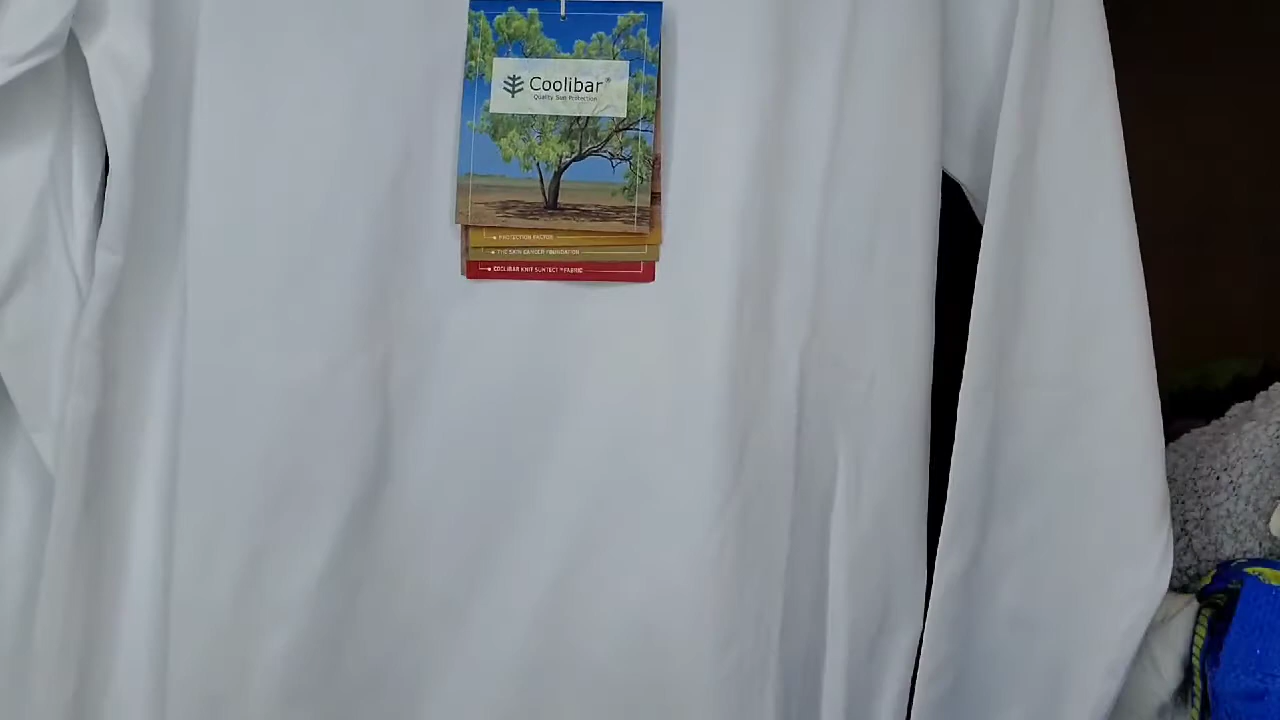 Coolibar®
Quality Sun Protection
PROTECTION FACTOR
THE SKIN CANCER FOUNDATION
COOLIBAR KNIT SUNTECT® FABRIC